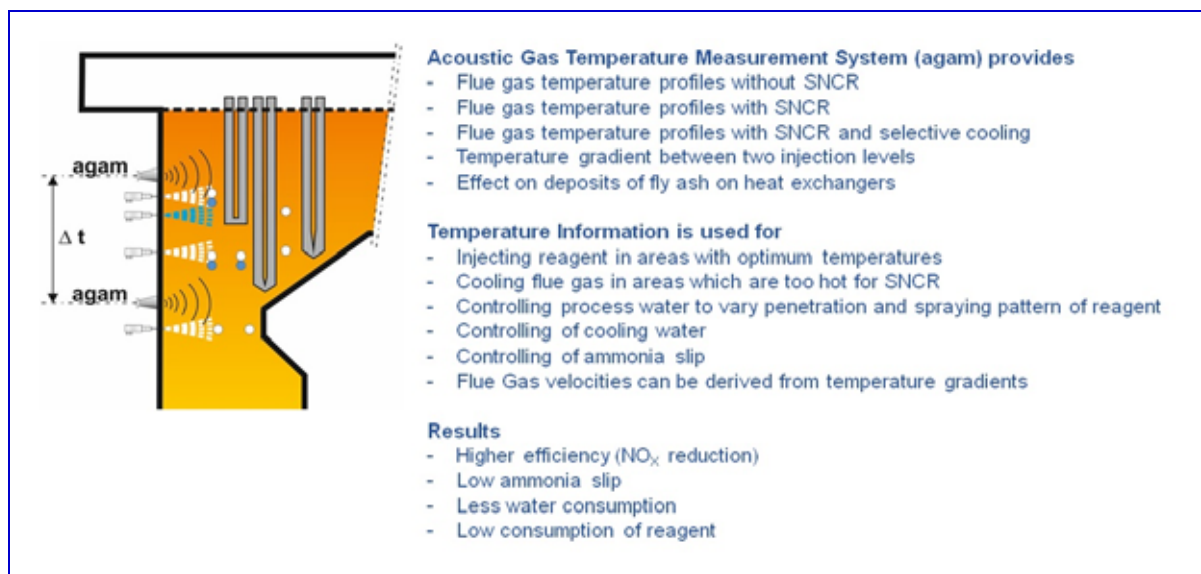 agam
Δ t
agam
Acoustic Gas Temperature Measurement System (agam) provides
- Flue gas temperature profiles without SNCR
- Flue gas temperature profiles with SNCR
- Flue gas temperature profiles with SNCR and selective cooling
- Temperature gradient between two injection levels
- Effect on deposits of fly ash on heat exchangers
Temperature Information is used for
- Injecting reagent in areas with optimum temperatures
- Cooling flue gas in areas which are too hot for SNCR
- Controlling process water to vary penetration and spraying pattern of reagent
- Controlling of cooling water
- Controlling of ammonia slip
- Flue Gas velocities can be derived from temperature gradients
Results
- Higher efficiency (NOX reduction)
- Low ammonia slip
- Less water consumption
- Low consumption of reagent